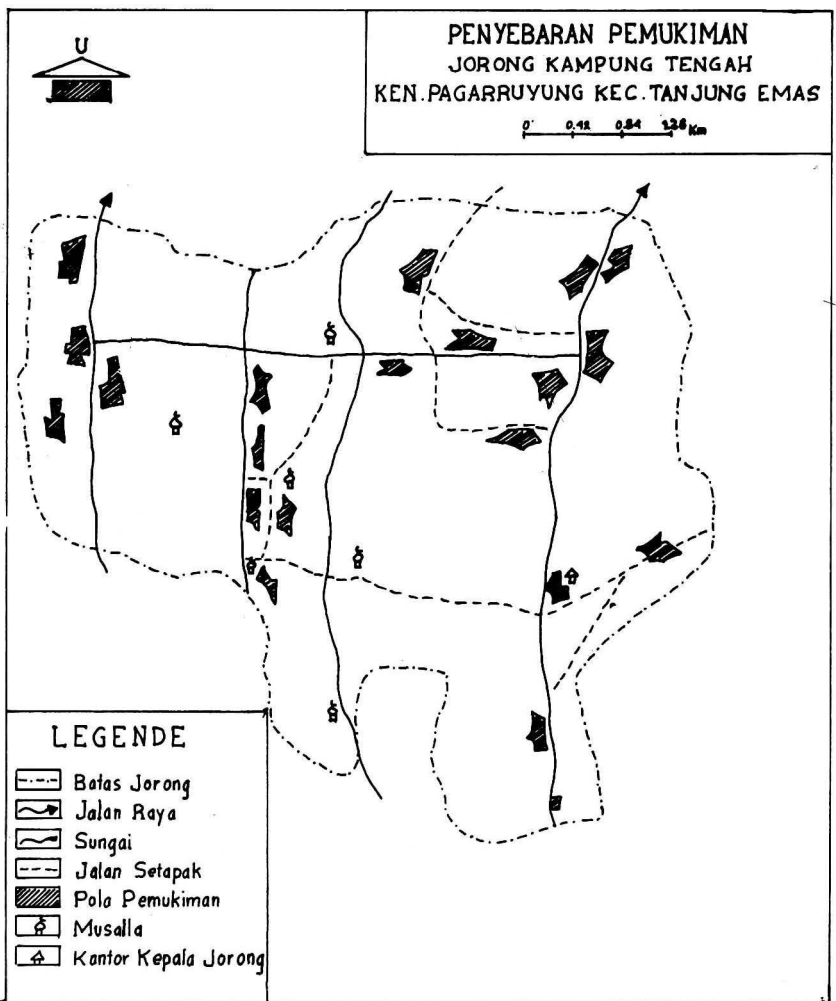 U
PENYEBARAN PEMUKIMAN
JORONG KAMPUNG TENGAH
KEN.PAGARRUYUNG KEC.TANJUNG EMAS
0 0.42 0.84 1.26 Km
LEGENDE
Batas Jorong
Jalan Raya
Sungai
Jalan Setapak
Pola Pemukiman
Musalla
Kantor Kepala Jorong